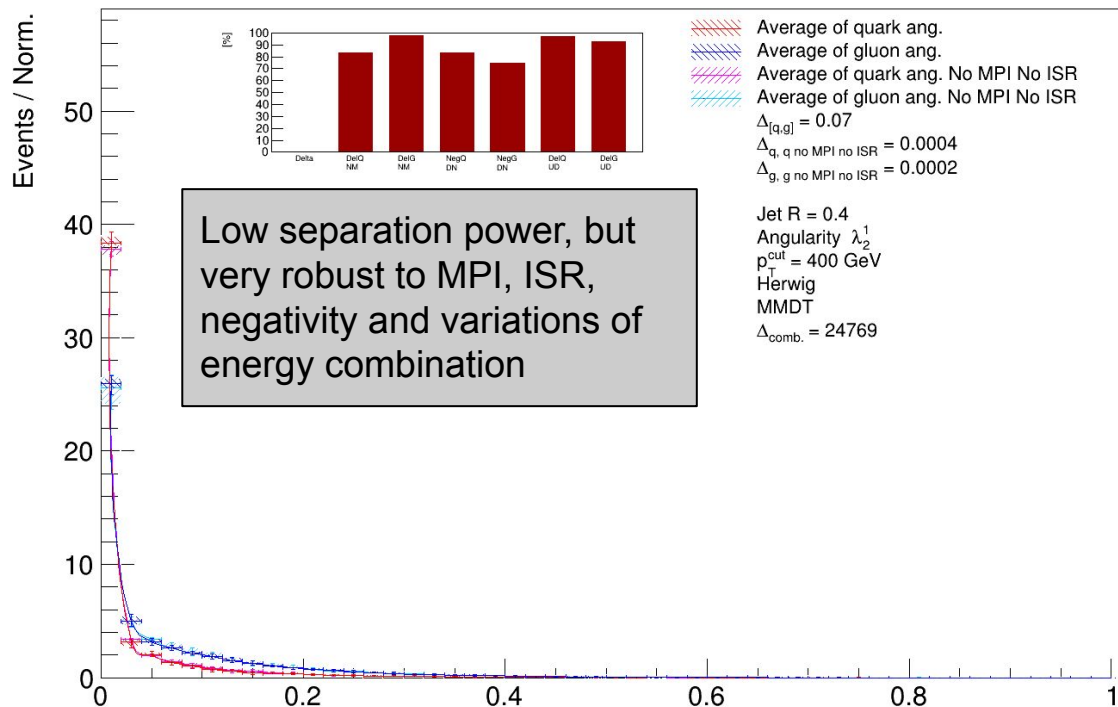 Events / Norm.
50
40
30
20
10
0
0
0.2
0.4
0.6
0.8
1
[%]
100
90
80
70
60
50
40
30
20
10
0
Delta
DelQ
NM
DelG
NM
NegQ
DN
NegG
DN
DelQ
UD
DelG
UD
Low separation power, but
very robust to MPI, ISR,
negativity and variations of
energy combination
Average of quark ang.
Average of gluon ang.
Average of quark ang. No MPI No ISR
Average of gluon ang. No MPI No ISR
Δ[q,g] = 0.07
Δq, q no MPI no ISR = 0.0004
Δg, g no MPI no ISR = 0.0002
Jet R = 0.4
Angularity λ₂¹
p_T^cut = 400 GeV
Herwig
MMDT
Δcomb. = 24769